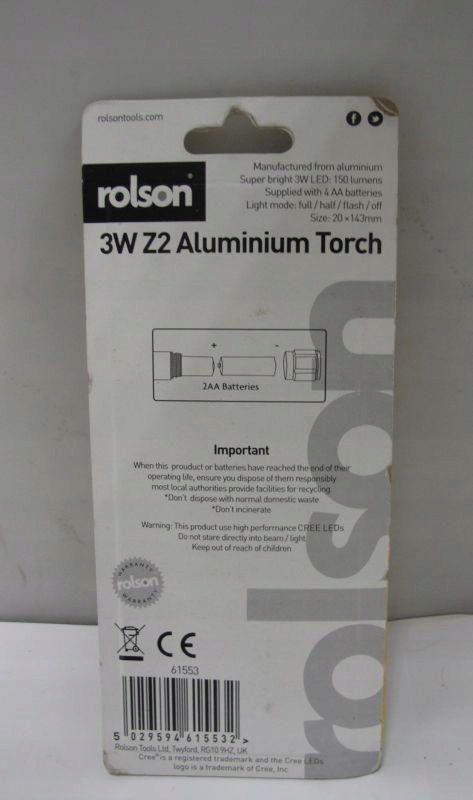 rolsontools.com
rolson
Manufactured from aluminium
Super bright 3W LED: 150 lumens
Supplied with 4 AA batteries
Light mode: full / half / flash / off
Size: 20 x 143mm
3W Z2 Aluminium Torch
+ -
2AA Batteries
Important
When this prouduct or batteries have reached the end of their
operating life, ensure you dispose of them responsibly
most local authorities provide facilities for recycling.
*Don't dispose with normal domestic waste
*Don't incinerate
Warning: This product use high performance CREE LEDs
Do not stare directly into beam / light.
Keep out of reach of children
WARRANTY
rolson
WARRANTY
CE
61553
5 029594 615532 >
Rolson Tools Ltd, Twyford, RG10 9HZ, UK
Cree® is a registered trademark and the Cree LEDs
logo is a trademark of Cree, Inc
rolson